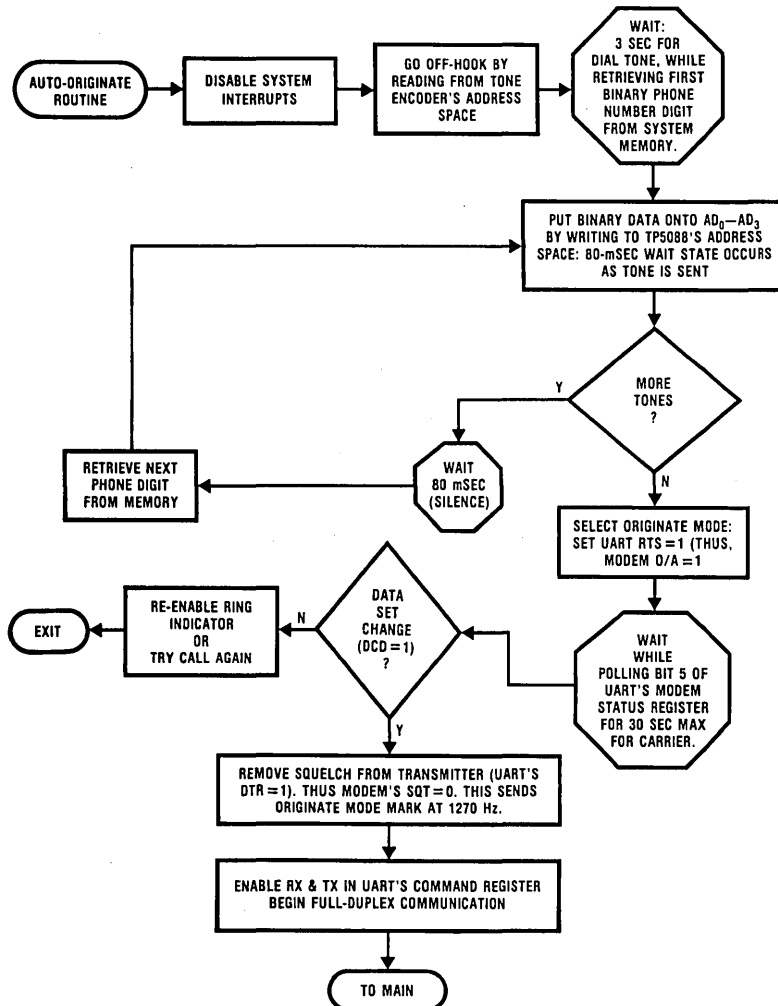 AUTO-ORIGINATE
ROUTINE
DISABLE SYSTEM
INTERRUPTS
GO OFF-HOOK BY
READING FROM TONE
ENCODER'S ADDRESS
SPACE
WAIT:
3 SEC FOR
DIAL TONE, WHILE
RETRIEVING FIRST
BINARY PHONE
NUMBER DIGIT
FROM SYSTEM
MEMORY.
PUT BINARY DATA ONTO AD₀—AD₃
BY WRITING TO TP5088'S ADDRESS
SPACE: 80-mSEC WAIT STATE OCCURS
AS TONE IS SENT
MORE
TONES
?
Y
WAIT
80 mSEC
(SILENCE)
RETRIEVE NEXT
PHONE DIGIT
FROM MEMORY
N
SELECT ORIGINATE MODE:
SET UART RTS=1 (THUS,
MODEM O/A=1
WAIT
WHILE
POLLING BIT 5 OF
UART'S MODEM
STATUS REGISTER
FOR 30 SEC MAX
FOR CARRIER.
DATA
SET
CHANGE
(DCD=1)
?
N
RE-ENABLE RING
INDICATOR
OR
TRY CALL AGAIN
EXIT
Y
REMOVE SQUELCH FROM TRANSMITTER (UART'S
DTR=1). THUS MODEM'S SQT=0. THIS SENDS
ORIGINATE MODE MARK AT 1270 Hz.
ENABLE RX & TX IN UART'S COMMAND REGISTER
BEGIN FULL-DUPLEX COMMUNICATION
TO MAIN